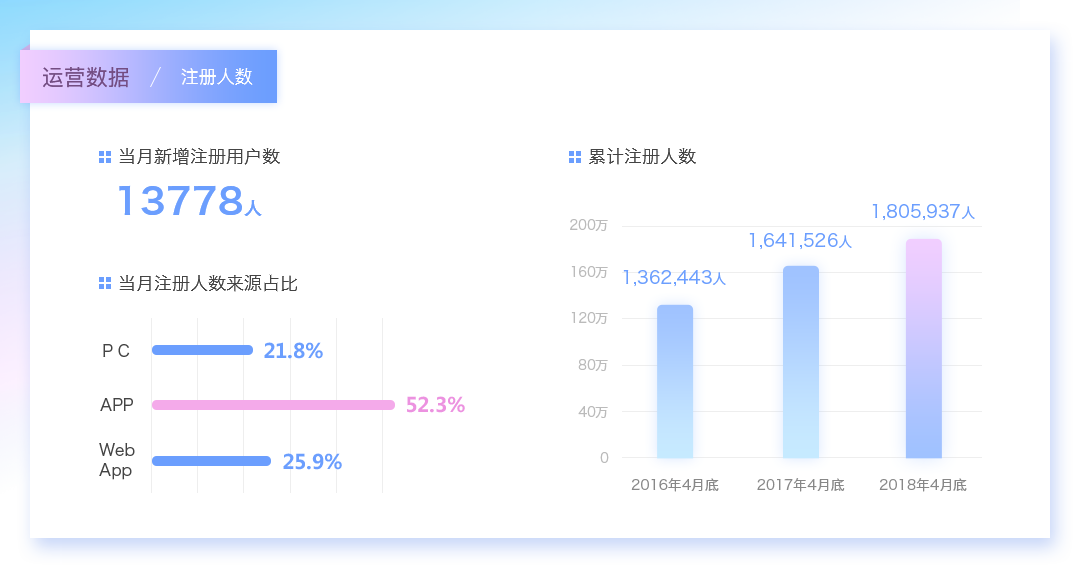 运营数据 / 注册人数
当月新增注册用户数
13778人
当月注册人数来源占比
PC 21.8%
APP 52.3%
Web
App 25.9%
累计注册人数
200万
160万
120万
80万
40万
0
1,362,443人
1,641,526人
1,805,937人
2016年4月底 2017年4月底 2018年4月底